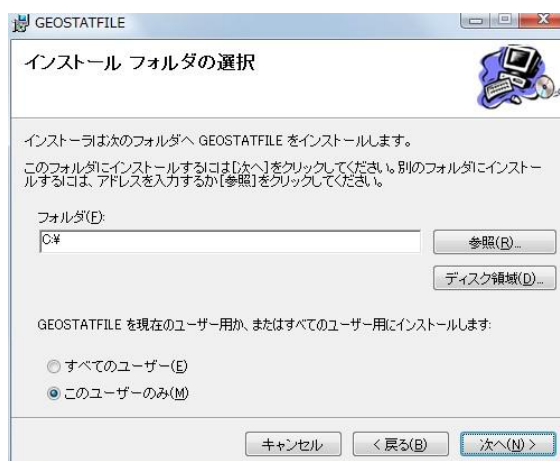 GEOSTATFILE
インストール フォルダの選択
インストーラは次のフォルダへ GEOSTATFILE をインストールします。
このフォルダにインストールするには[次へ]をクリックしてください。別のフォルダにインストー
ルするには、アドレスを入力するか[参照]をクリックしてください。
フォルダ(F):
C:¥
参照(R)...
ディスク領域(D)...
GEOSTATFILE を現在のユーザー用か、またはすべてのユーザー用にインストールします:
すべてのユーザー(E)
このユーザーのみ(M)
キャンセル
< 戻る(B)
次へ(N) >